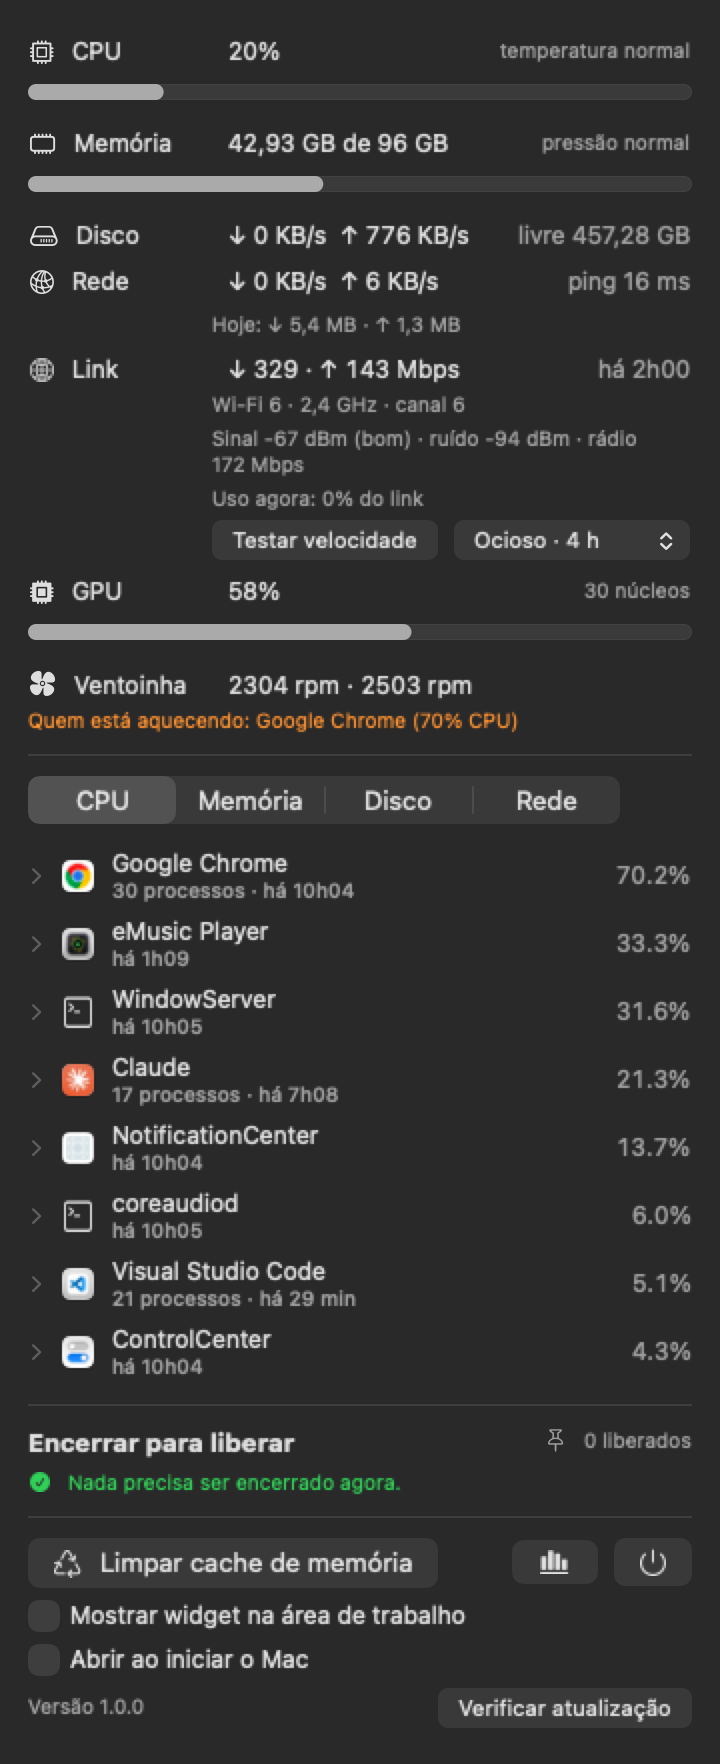 CPU 20% temperatura normal
Memória 42,93 GB de 96 GB pressão normal
Disco ↓ 0 KB/s ↑ 776 KB/s livre 457,28 GB
Rede ↓ 0 KB/s ↑ 6 KB/s ping 16 ms
Hoje: ↓ 5,4 MB · ↑ 1,3 MB
Link ↓ 329 · ↑ 143 Mbps há 2h00
Wi-Fi 6 · 2,4 GHz · canal 6
Sinal -67 dBm (bom) · ruído -94 dBm · rádio
172 Mbps
Uso agora: 0% do link
Testar velocidade Ocioso · 4 h
GPU 58% 30 núcleos
Ventoinha 2304 rpm · 2503 rpm
Quem está aquecendo: Google Chrome (70% CPU)
CPU Memória Disco Rede
Google Chrome 70.2%
30 processos · há 10h04
eMusic Player 33.3%
há 1h09
WindowServer 31.6%
há 10h05
Claude 21.3%
17 processos · há 7h08
NotificationCenter 13.7%
há 10h04
coreaudiod 6.0%
há 10h05
Visual Studio Code 5.1%
21 processos · há 29 min
ControlCenter 4.3%
há 10h04
Encerrar para liberar 0 liberados
Nada precisa ser encerrado agora.
Limpar cache de memória
Mostrar widget na área de trabalho
Abrir ao iniciar o Mac
Versão 1.0.0 Verificar atualização